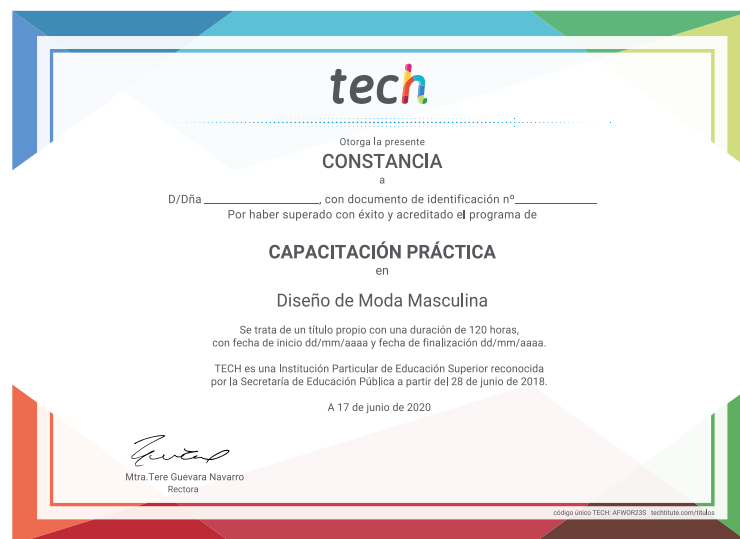 tech
Otorga la presente
CONSTANCIA
a
D/Dña ____________________, con documento de identificación nº______________
Por haber superado con éxito y acreditado el programa de
CAPACITACIÓN PRÁCTICA
en
Diseño de Moda Masculina
Se trata de un título propio con una duración de 120 horas,
con fecha de inicio dd/mm/aaaa y fecha de finalización dd/mm/aaaa.
TECH es una Institución Particular de Educación Superior reconocida
por la Secretaría de Educación Pública a partir del 28 de junio de 2018.
A 17 de junio de 2020
Mtra.Tere Guevara Navarro
Rectora
código único TECH: AFWOR23S techtitute.com/titulos